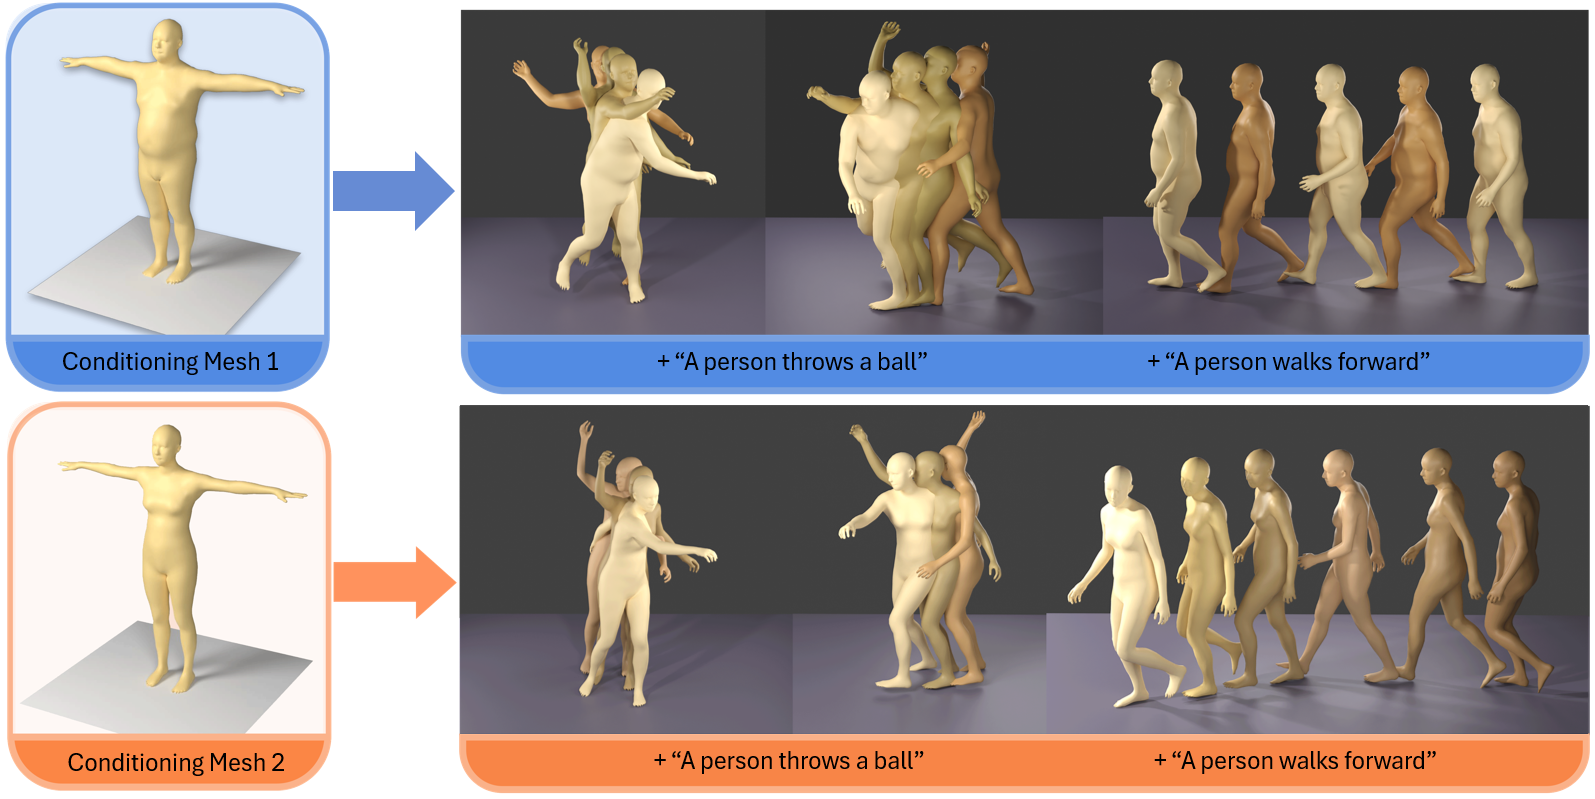 Conditioning Mesh 1
+ “A person throws a ball”
+ “A person walks forward”
Conditioning Mesh 2
+ “A person throws a ball”
+ “A person walks forward”